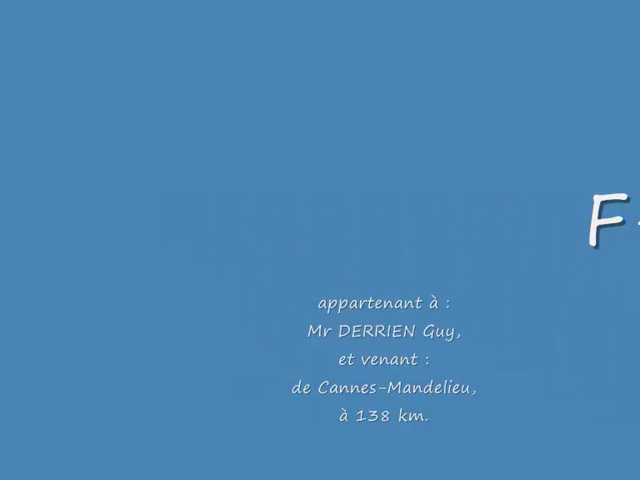 F-
appartenant à :
Mr DERRIEN Guy,
et venant :
de Cannes-Mandelieu,
à 138 km.